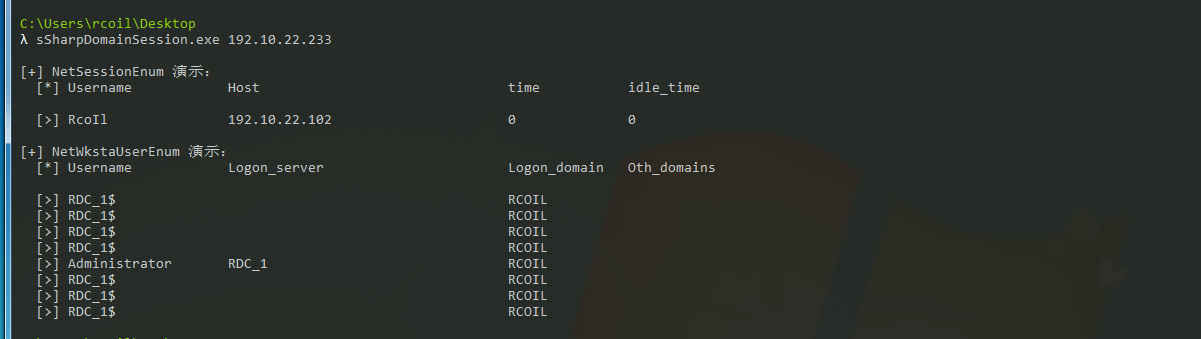 C:\Users\rcoil\Desktop
λ sSharpDomainSession.exe 192.10.22.233
[+] NetSessionEnum 演示:
[*] Username Host time idle_time
[>] RcoIl 192.10.22.102 0 0
[+] NetWkstaUserEnum 演示:
[*] Username Logon_server Logon_domain Oth_domains
[>] RDC_1$ RCOIL
[>] RDC_1$ RCOIL
[>] RDC_1$ RCOIL
[>] RDC_1$ RCOIL
[>] Administrator RDC_1 RCOIL
[>] RDC_1$ RCOIL
[>] RDC_1$ RCOIL
[>] RDC_1$ RCOIL